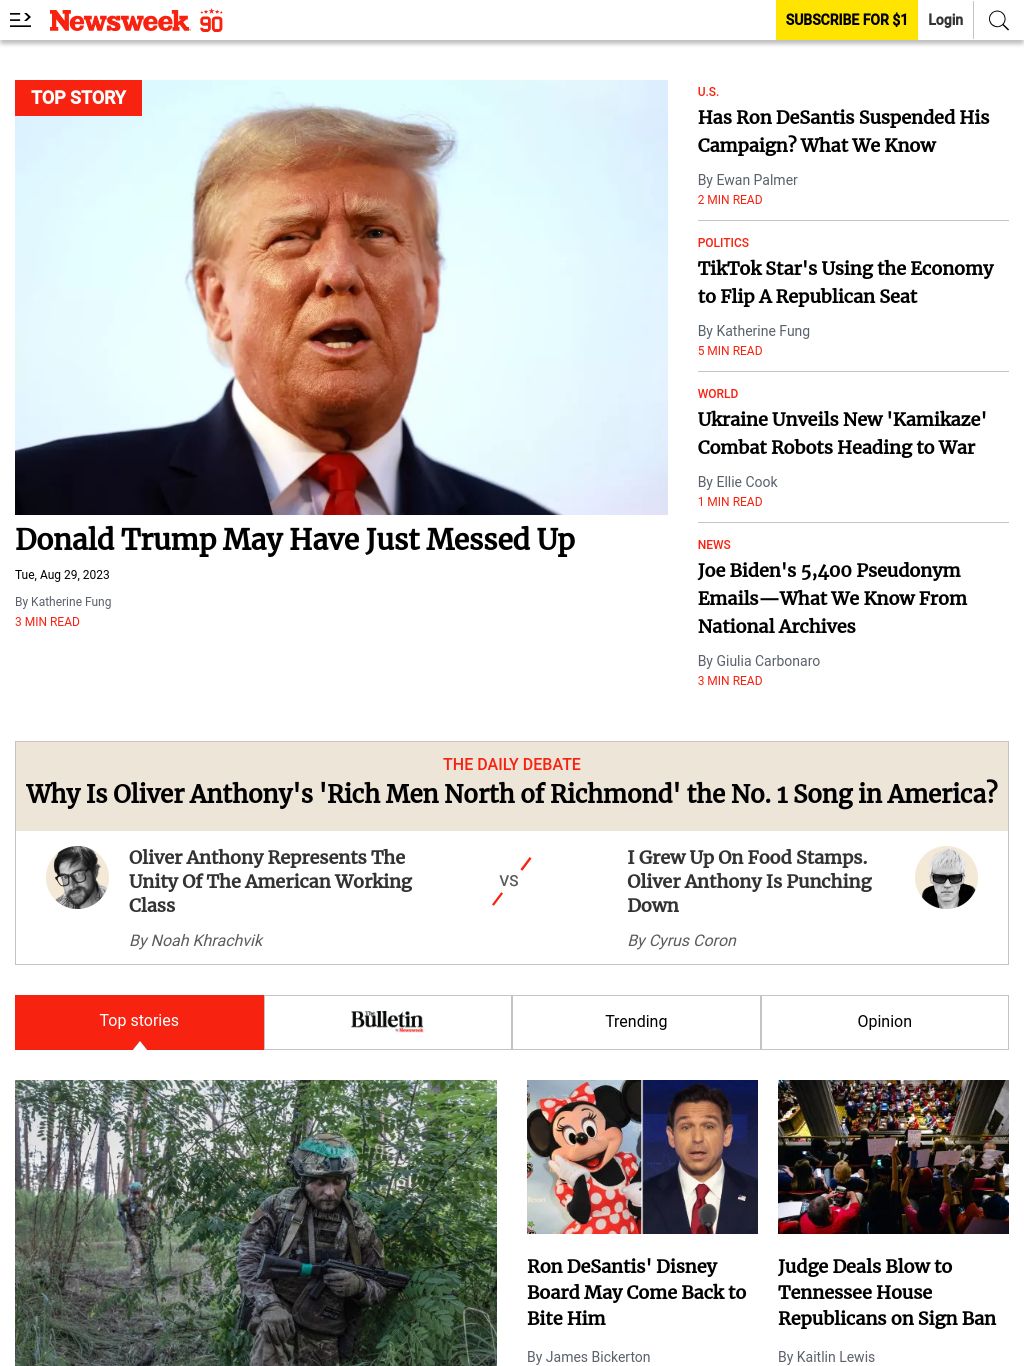 Newsweek 90
SUBSCRIBE FOR $1
Login
TOP STORY
Donald Trump May Have Just Messed Up
Tue, Aug 29, 2023
By Katherine Fung
3 MIN READ
U.S.
Has Ron DeSantis Suspended His
Campaign? What We Know
By Ewan Palmer
2 MIN READ
POLITICS
TikTok Star's Using the Economy
to Flip A Republican Seat
By Katherine Fung
5 MIN READ
WORLD
Ukraine Unveils New 'Kamikaze'
Combat Robots Heading to War
By Ellie Cook
1 MIN READ
NEWS
Joe Biden's 5,400 Pseudonym
Emails—What We Know From
National Archives
By Giulia Carbonaro
3 MIN READ
THE DAILY DEBATE
Why Is Oliver Anthony's 'Rich Men North of Richmond' the No. 1 Song in America?
Oliver Anthony Represents The
Unity Of The American Working
Class
By Noah Khrachvik
VS
I Grew Up On Food Stamps.
Oliver Anthony Is Punching
Down
By Cyrus Coron
Top stories
The Bulletin by Newsweek
Trending
Opinion
Ron DeSantis' Disney
Board May Come Back to
Bite Him
By James Bickerton
Judge Deals Blow to
Tennessee House
Republicans on Sign Ban
By Kaitlin Lewis